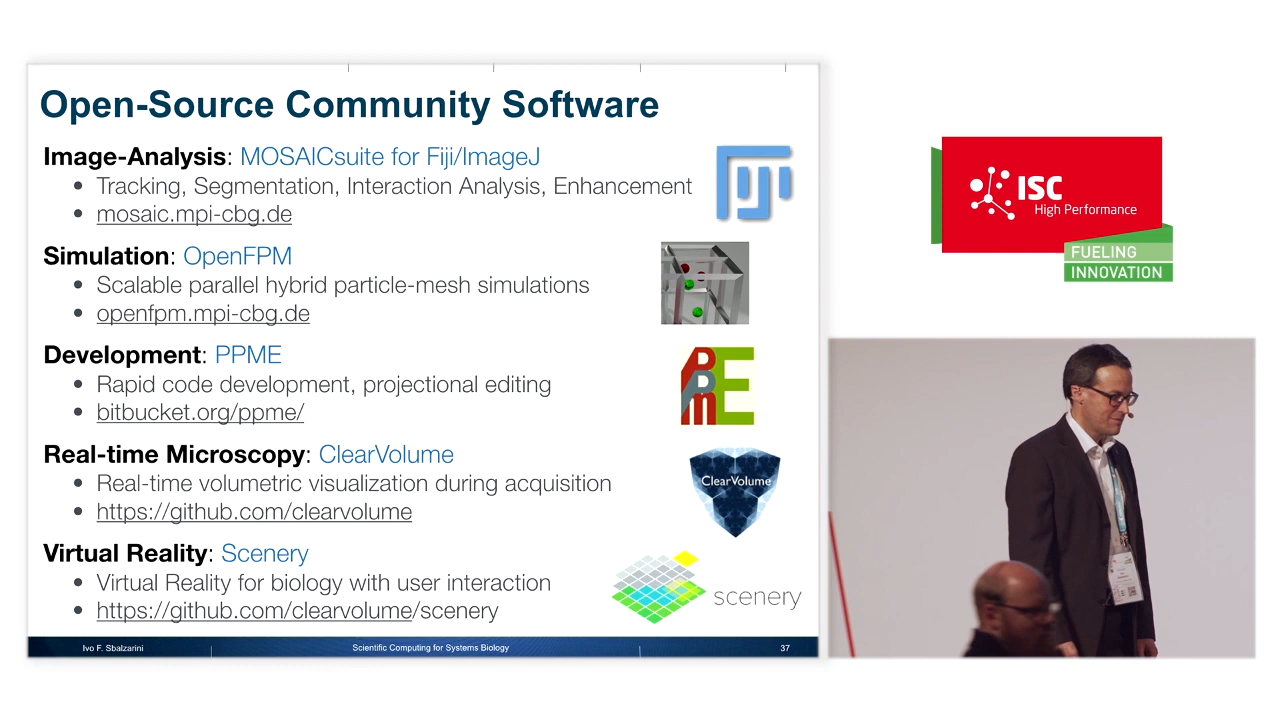 Open-Source Community Software
Image-Analysis: MOSAICsuite for Fiji/ImageJ
• Tracking, Segmentation, Interaction Analysis, Enhancement
• mosaic.mpi-cbg.de
Simulation: OpenFPM
• Scalable parallel hybrid particle-mesh simulations
• openfpm.mpi-cbg.de
Development: PPME
• Rapid code development, projectional editing
• bitbucket.org/ppme/
PPmE
Real-time Microscopy: ClearVolume
• Real-time volumetric visualization during acquisition
• https://github.com/clearvolume
ClearVolume
Virtual Reality: Scenery
• Virtual Reality for biology with user interaction
• https://github.com/clearvolume/scenery
scenery
Ivo F. Sbalzarini
Scientific Computing for Systems Biology
37
ISC
High Performance
FUELING
INNOVATION